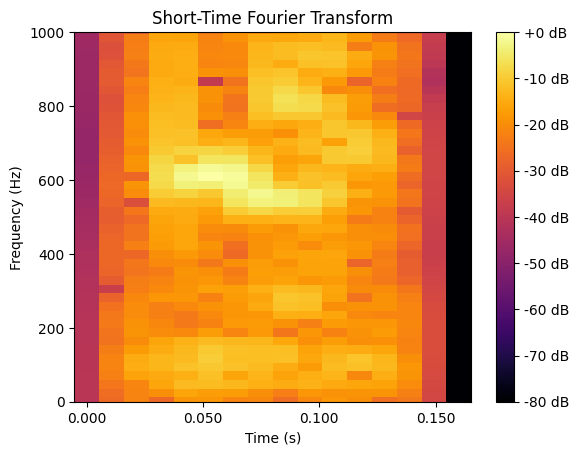 Short-Time Fourier Transform
1000
800
600
400
200
0
Frequency (Hz)
0.000
0.050
0.100
0.150
Time (s)
+0 dB
-10 dB
-20 dB
-30 dB
-40 dB
-50 dB
-60 dB
-70 dB
-80 dB